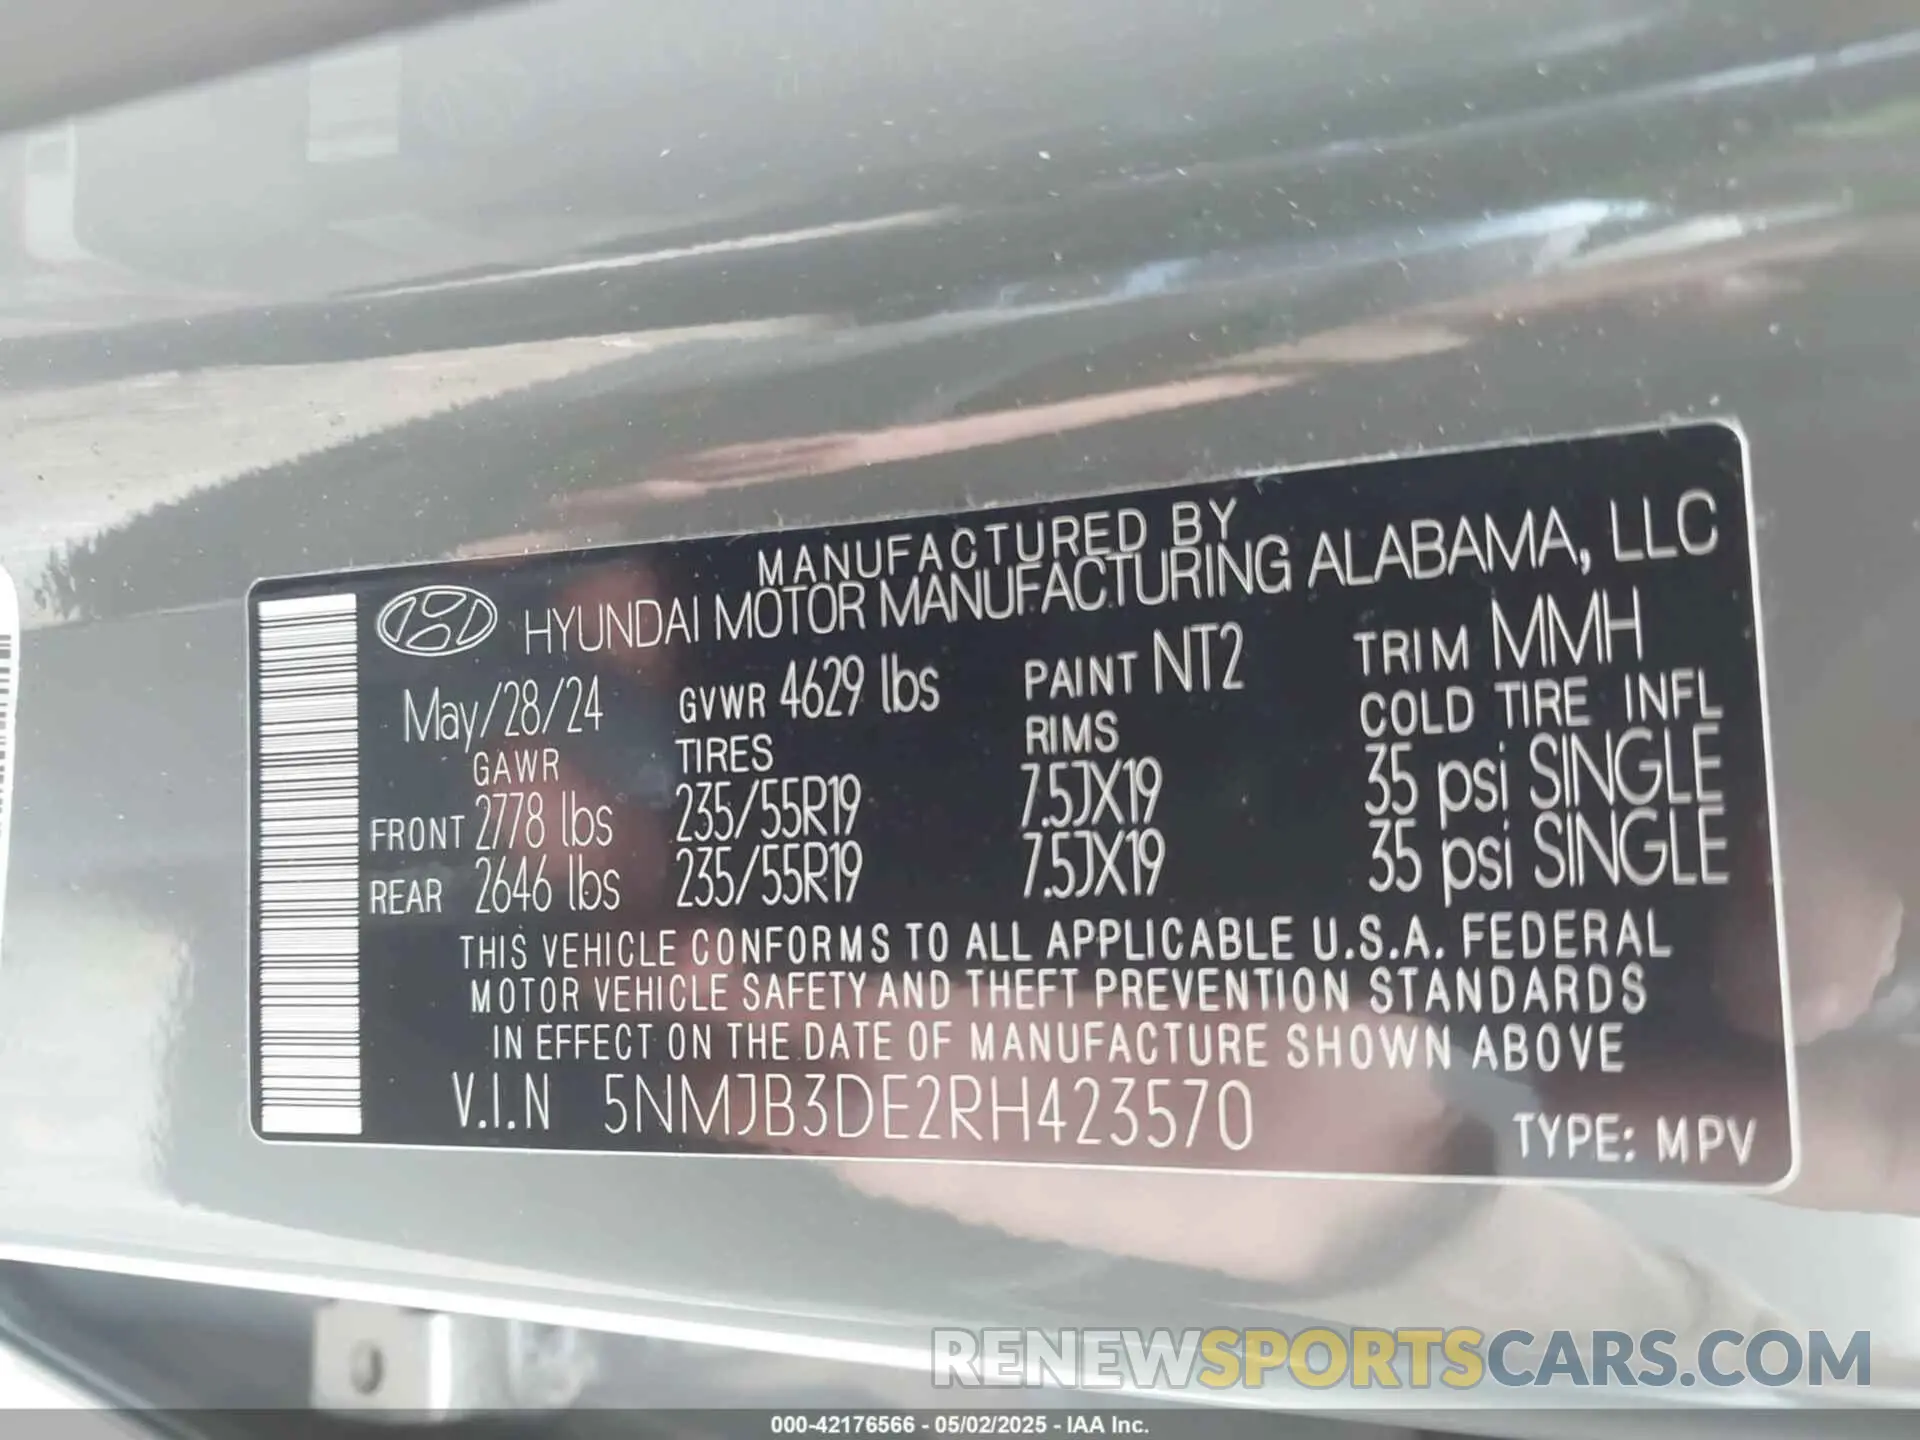 MANUFACTURED BY
HYUNDAI MOTOR MANUFACTURING ALABAMA, LLC
May/28/24 GVWR 4629 lbs PAINT NT2 TRIM MMH
GAWR TIRES RIMS COLD TIRE INFL
FRONT 2778 lbs 235/55R19 7.5JX19 35 psi SINGLE
REAR 2646 lbs 235/55R19 7.5JX19 35 psi SINGLE
THIS VEHICLE CONFORMS TO ALL APPLICABLE U.S.A. FEDERAL
MOTOR VEHICLE SAFETY AND THEFT PREVENTION STANDARDS
IN EFFECT ON THE DATE OF MANUFACTURE SHOWN ABOVE
V.I.N 5NMJB3DE2RH423570 TYPE: MPV
RENEWSPORTSCARS.COM
000-42176566 - 05/02/2025 - IAA Inc.